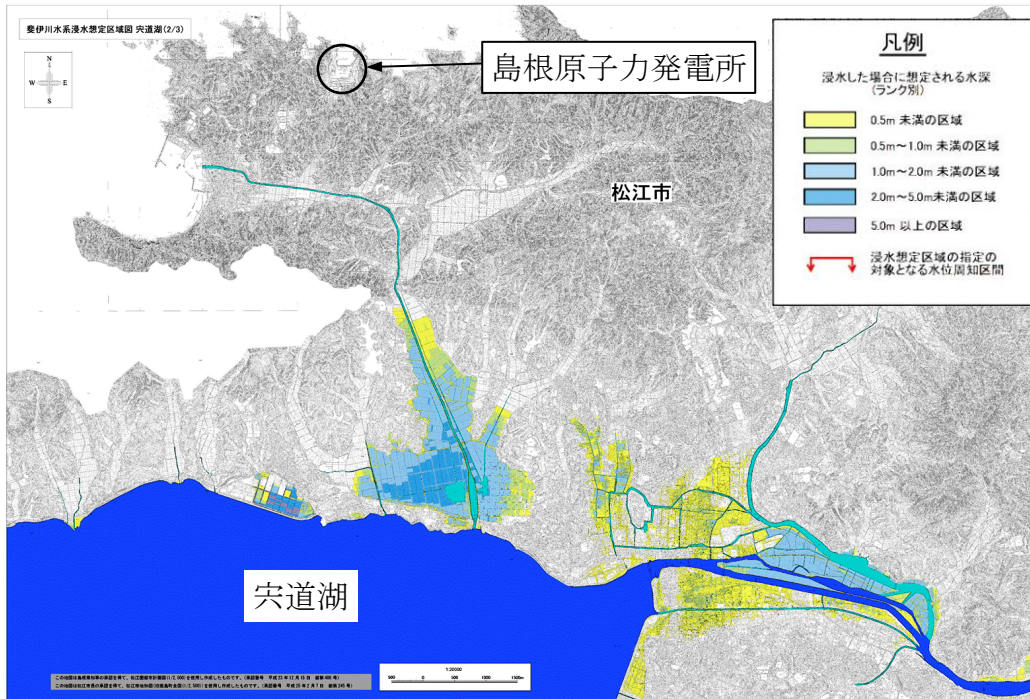 斐伊川水系浸水想定区域図 宍道湖(2/3)
N
W E
S
島根原子力発電所
凡例
浸水した場合に想定される水深
(ランク別)
0.5m 未満の区域
0.5m～1.0m 未満の区域
1.0m～2.0m 未満の区域
2.0m～5.0m未満の区域
5.0m 以上の区域
浸水想定区域の指定の
対象となる水位周知区間
松江市
宍道湖
1:20000
500 0 500 1000 1500m